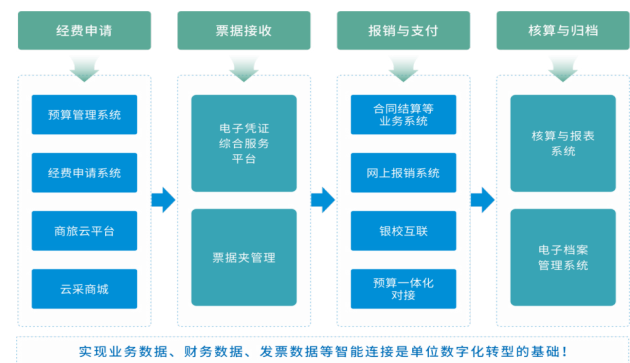 经费申请
票据接收
报销与支付
核算与归档
预算管理系统
经费申请系统
商旅云平台
云采商城
电子凭证
综合服务
平台
票据夹管理
合同结算等
业务系统
网上报销系统
银校互联
预算一体化
对接
核算与报表
系统
电子档案
管理系统
实现业务数据、财务数据、发票数据等智能连接是单位数字化转型的基础！